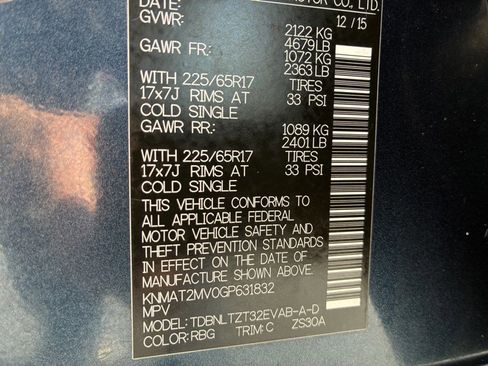 DATE: MOTOR CO., LTD.
GVWR: 12 / 15
2122 KG
4679LB
GAWR FR: 1072 KG
2363 LB
WITH 225/65R17 TIRES
17x7J RIMS AT 33 PSI
COLD SINGLE
GAWR RR: 1089 KG
2401 LB
WITH 225/65R17 TIRES
17x7J RIMS AT 33 PSI
COLD SINGLE
THIS VEHICLE CONFORMS TO
ALL APPLICABLE FEDERAL
MOTOR VEHICLE SAFETY AND
THEFT PREVENTION STANDARDS
IN EFFECT ON THE DATE OF
MANUFACTURE SHOWN ABOVE.
KNMAT2MV0GP631832
MPV
MODEL: TDBNLTZT32EVAB-A-D
COLOR: RBG TRIM: C ZS30A